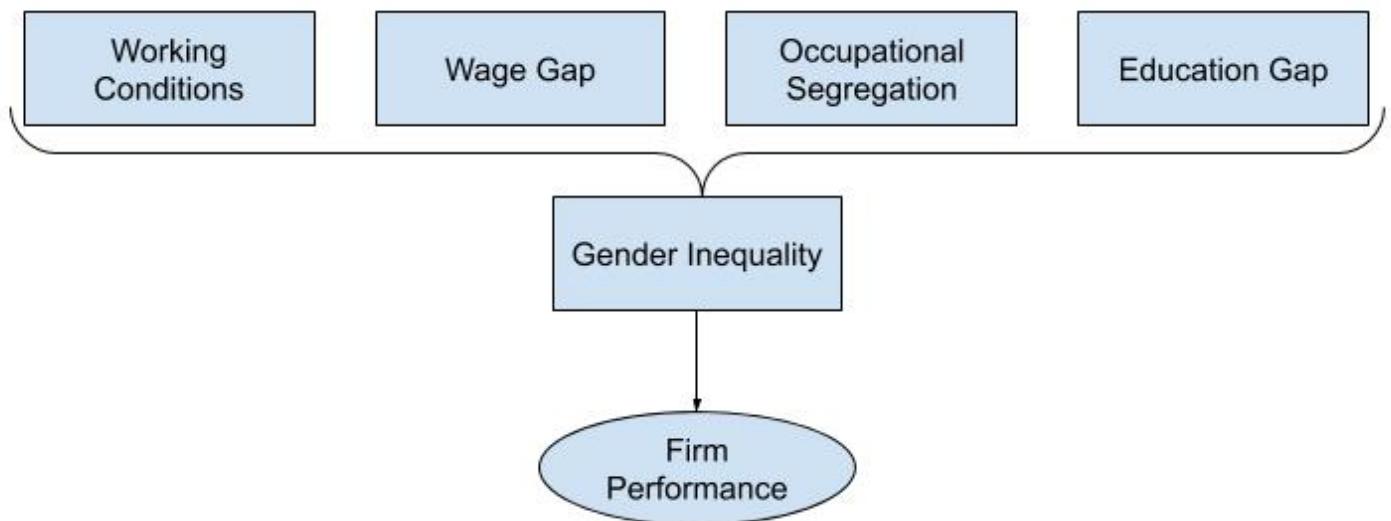 Working
Conditions
Wage Gap
Occupational
Segregation
Education Gap
Gender Inequality
Firm
Performance